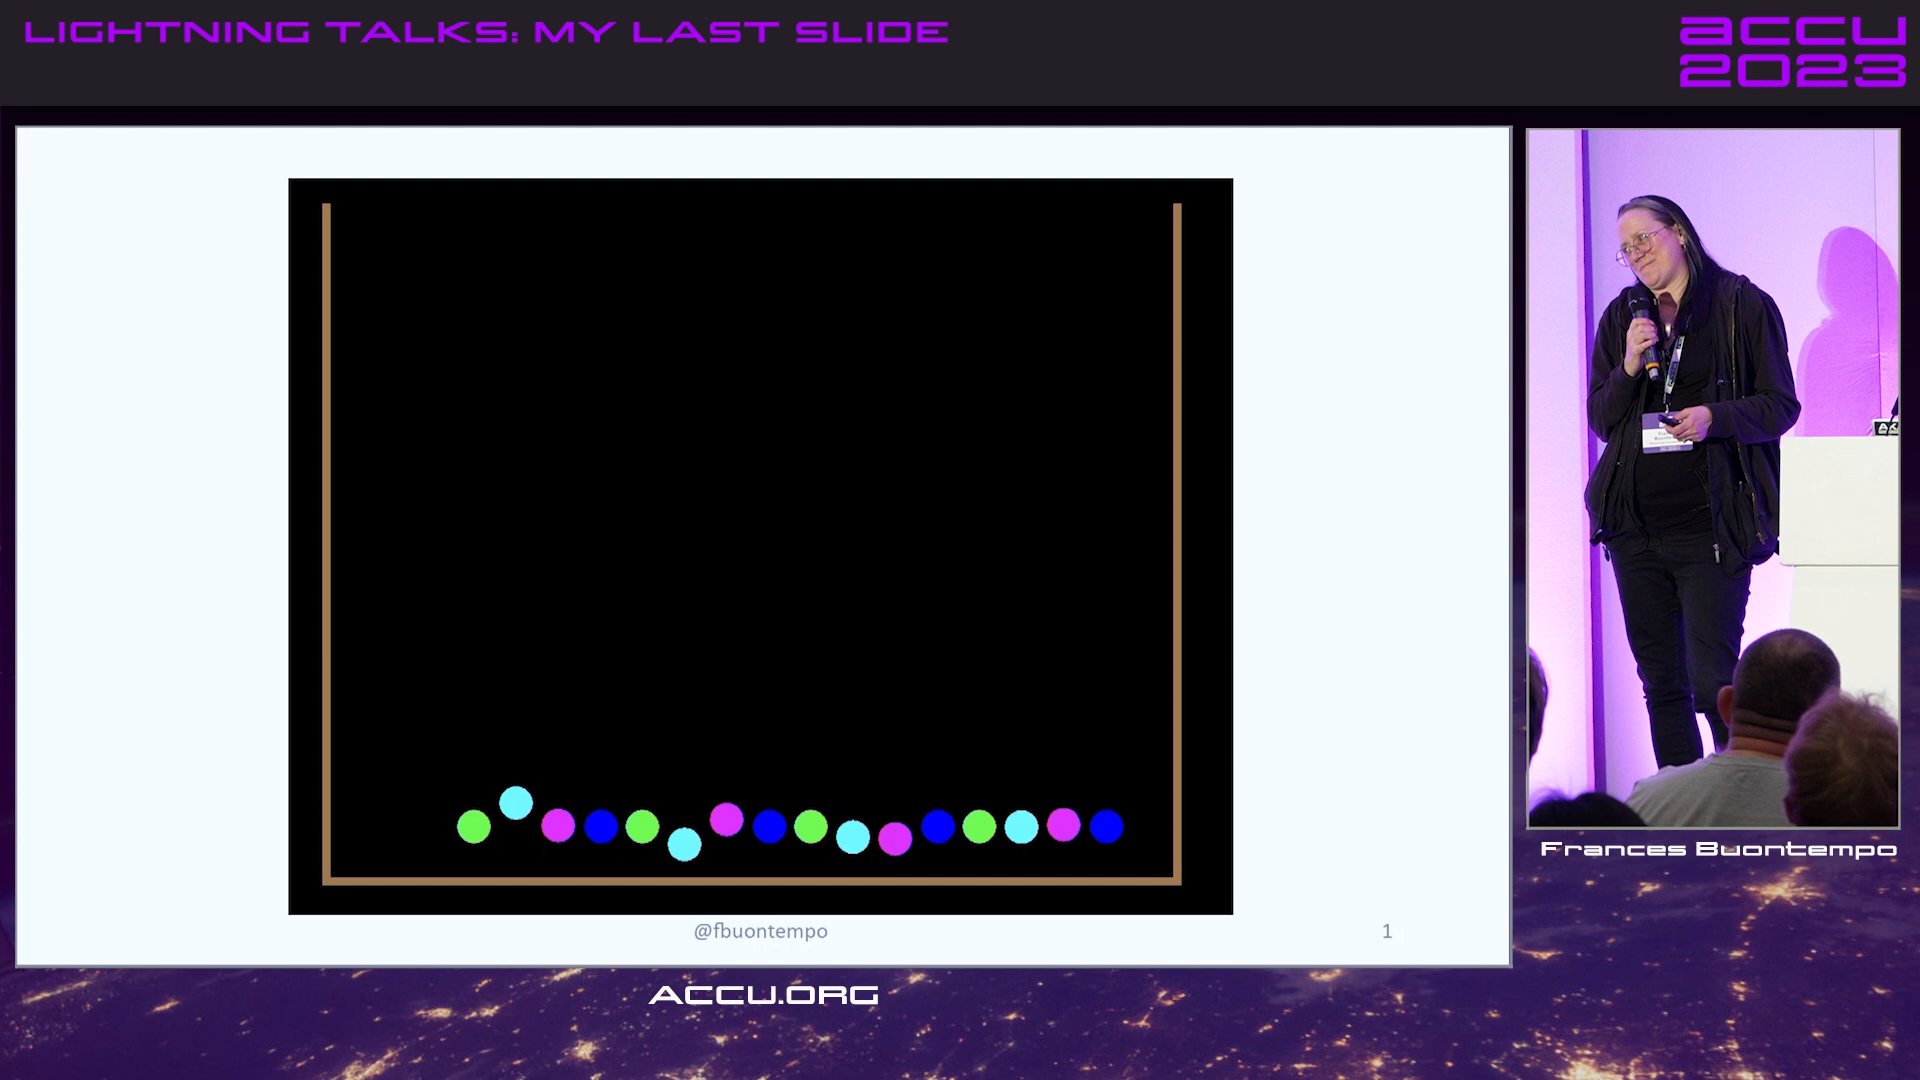 LIGHTNING TALKS: MY LAST SLIDE
accu
2023
@fbuontempo
1
Frances Buontempo
ACCU.ORG